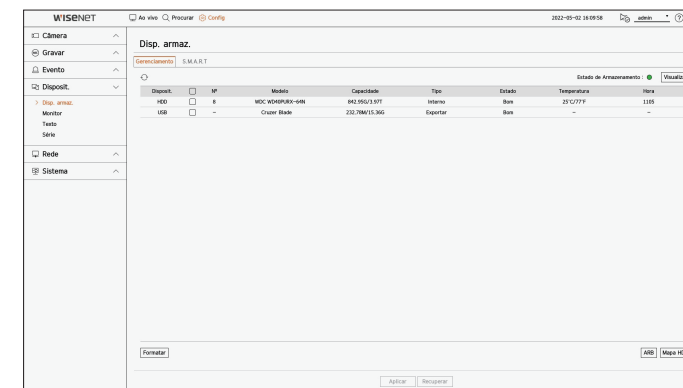 WISENET
Ao vivo Procurar Config 2022-05-02 16:09:58 admin
Câmera
Gravar
Evento
Disposit.
> Disp. armaz.
Monitor
Texto
Série
Rede
Sistema
Disp. armaz.
Gerenciamento S.M.A.R.T
Estado de Armazenamento : Visualiz
Disposit. Nº Modelo Capacidade Tipo Estado Temperatura Hora
HDD 8 WDC WD40PURX-64N 842.95G/3.97T Interno Bom 25℃/77℉ 1105
USB - Cruzer Blade 232.78M/15.36G Exportar Bom - -
Formatar ARB Mapa HD
Aplicar Recuperar